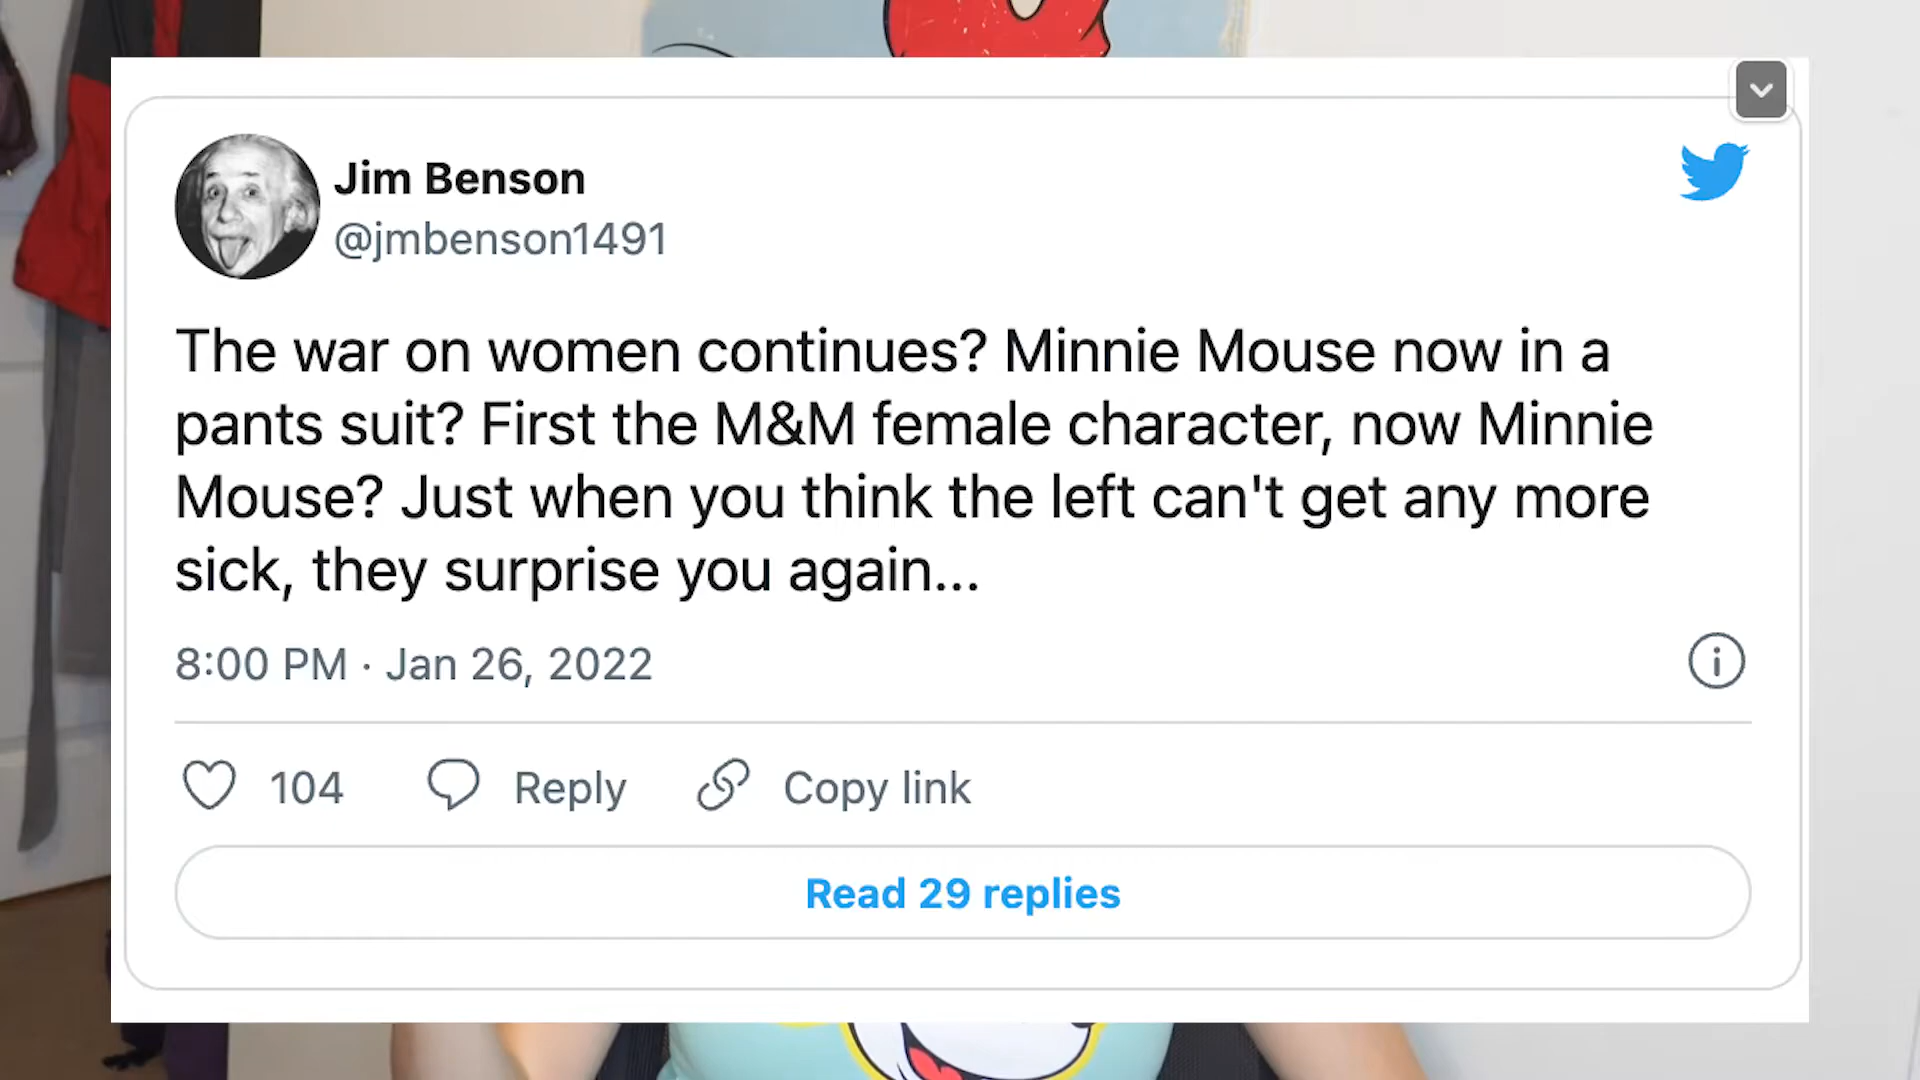 Jim Benson
@jmbenson1491
The war on women continues? Minnie Mouse now in a
pants suit? First the M&M female character, now Minnie
Mouse? Just when you think the left can't get any more
sick, they surprise you again...
8:00 PM · Jan 26, 2022
104 Reply Copy link
Read 29 replies